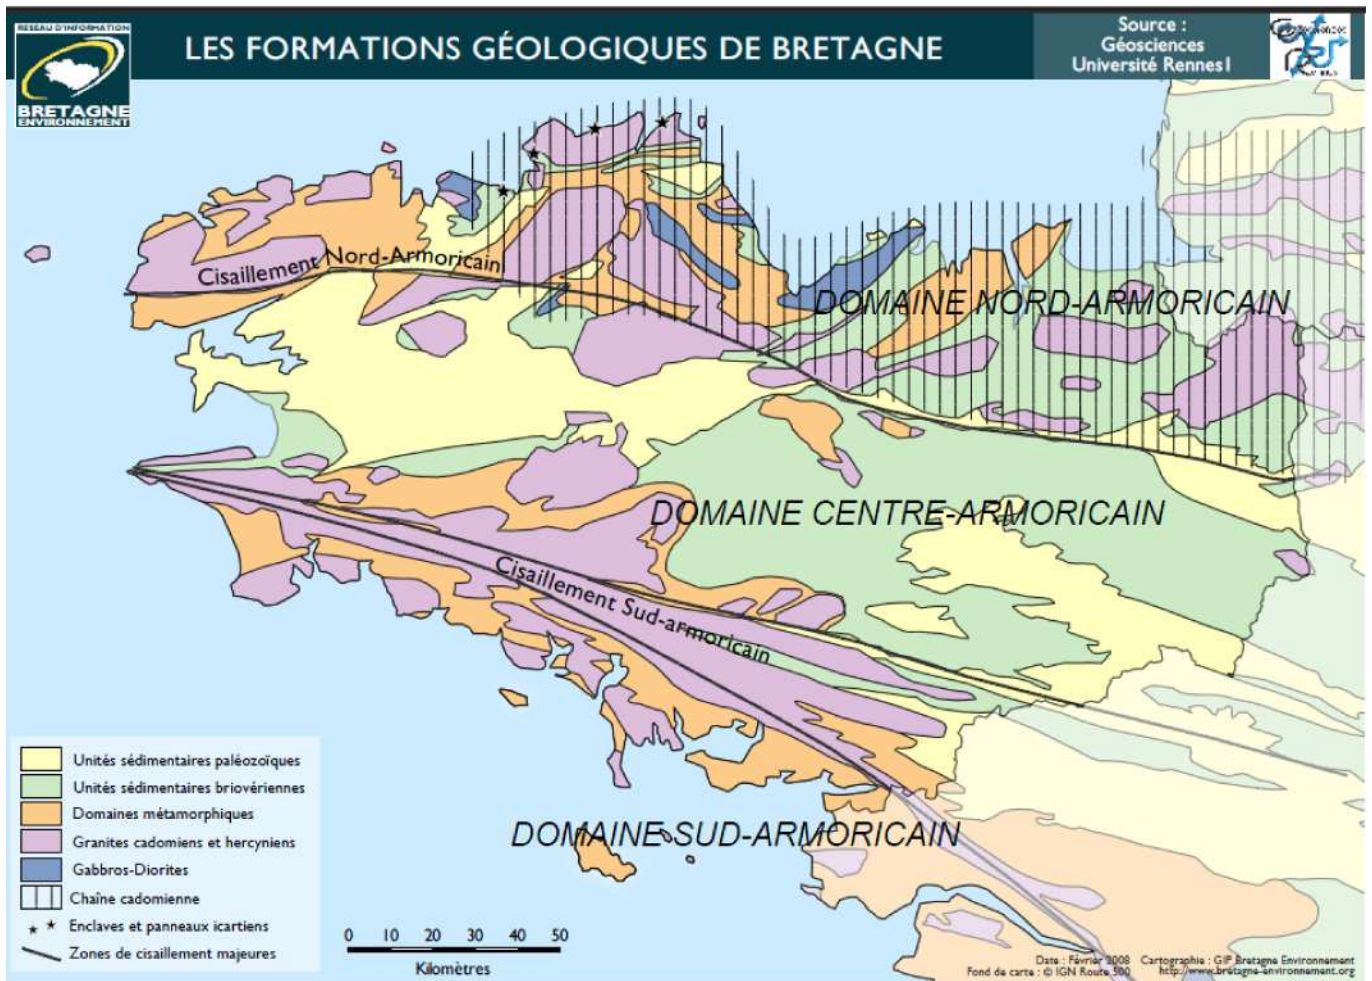 RESEAU D'INFORMATION
BRETAGNE
ENVIRONNEMENT
LES FORMATIONS GÉOLOGIQUES DE BRETAGNE
Source :
Géosciences
Université Rennes I
Cisaillement Nord-Armoricain
DOMAINE NORD-ARMORICAIN
DOMAINE CENTRE-ARMORICAIN
Cisaillement Sud-armoricain
DOMAINE SUD-ARMORICAIN
Unités sédimentaires paléozoïques
Unités sédimentaires briovériennes
Domaines métamorphiques
Granites cadomiens et hercyniens
Gabbros-Diorites
Chaîne cadomienne
Enclaves et panneaux icartiens
Zones de cisaillement majeures
0 10 20 30 40 50
Kilomètres
Date : Février 2008 Cartographie : GIP Bretagne Environnement
Fond de carte : © IGN Route 500 http://www.bretagne-environnement.org